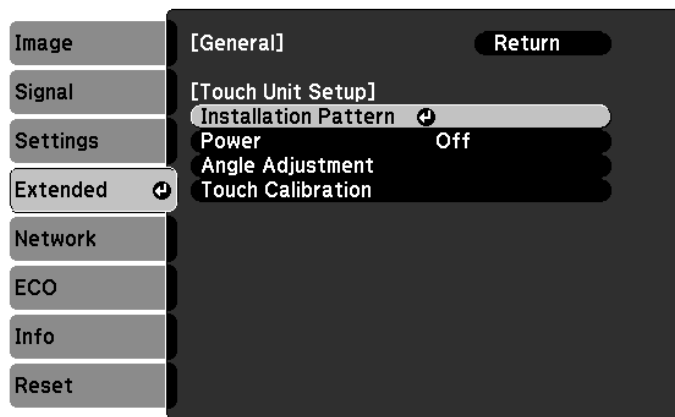 Image
Signal
Settings
Extended
Network
ECO
Info
Reset
[General] Return
[Touch Unit Setup]
Installation Pattern
Power Off
Angle Adjustment
Touch Calibration